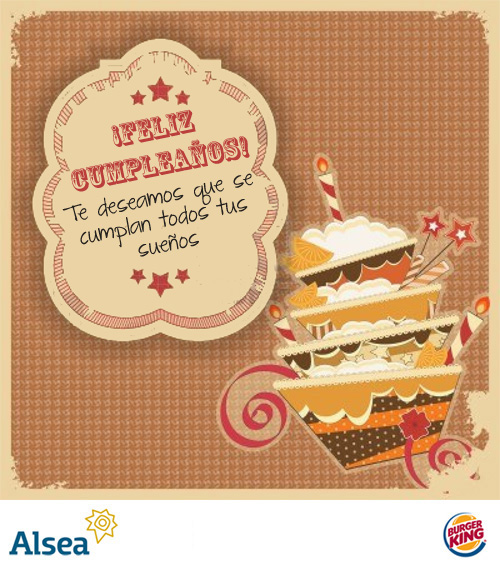 ¡FELIZ
CUMPLEAÑOS!
Te deseamos que se
cumplan todos tus
sueños
Alsea
BURGER
KING